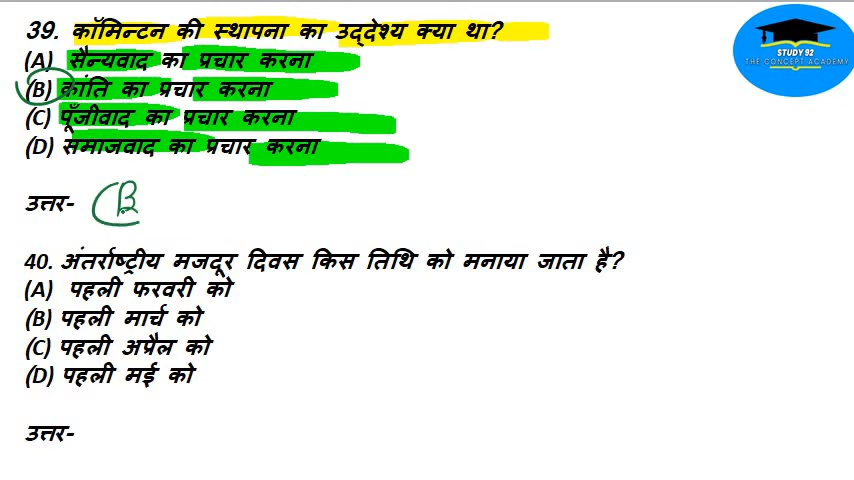 39. कॉमिन्टन की स्थापना का उद्देश्य क्या था?
(A) सैन्यवाद का प्रचार करना
(B) क्रांति का प्रचार करना
(C) पूँजीवाद का प्रचार करना
(D) समाजवाद का प्रचार करना
उत्तर- (B
40. अंतर्राष्ट्रीय मजदूर दिवस किस तिथि को मनाया जाता है?
(A) पहली फरवरी को
(B) पहली मार्च को
(C) पहली अप्रैल को
(D) पहली मई को
उत्तर-
STUDY 92
THE CONCEPT ACADEMY